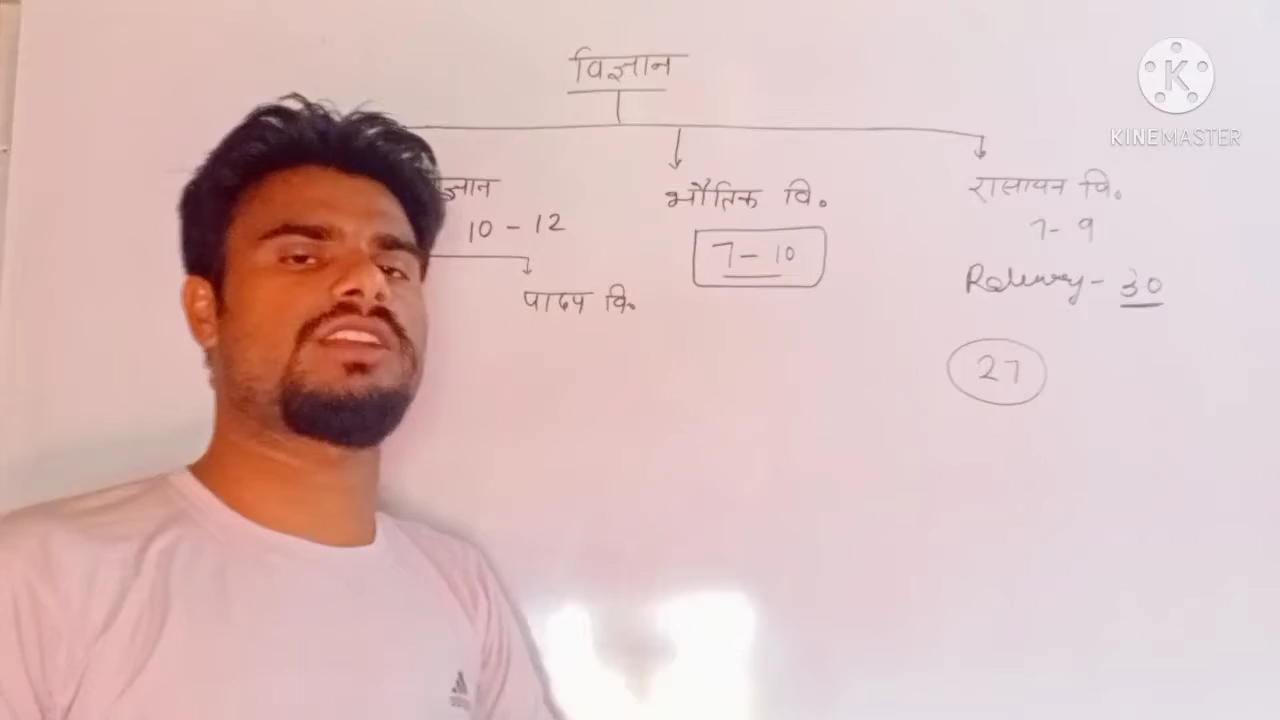 विज्ञान
ज्ञान
10 - 12
पादप वि.
भौतिक वि.
7 - 10
रासायन वि.
7 - 9
Railway - 30
27
KINEMASTER